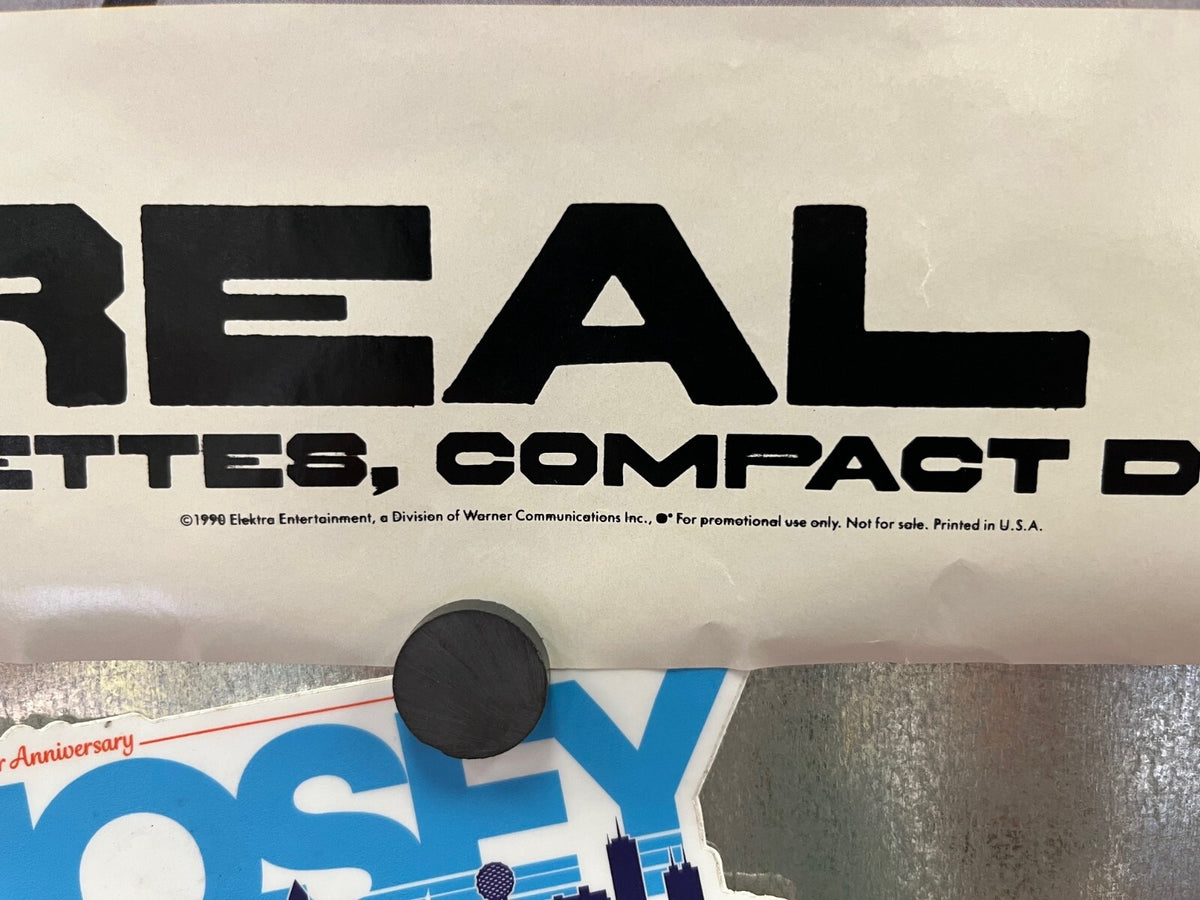 REAL
ETTES, COMPACT D
©1990 Elektra Entertainment, a Division of Warner Communications Inc., For promotional use only. Not for sale. Printed in U.S.A.
r Anniversary
OSEY